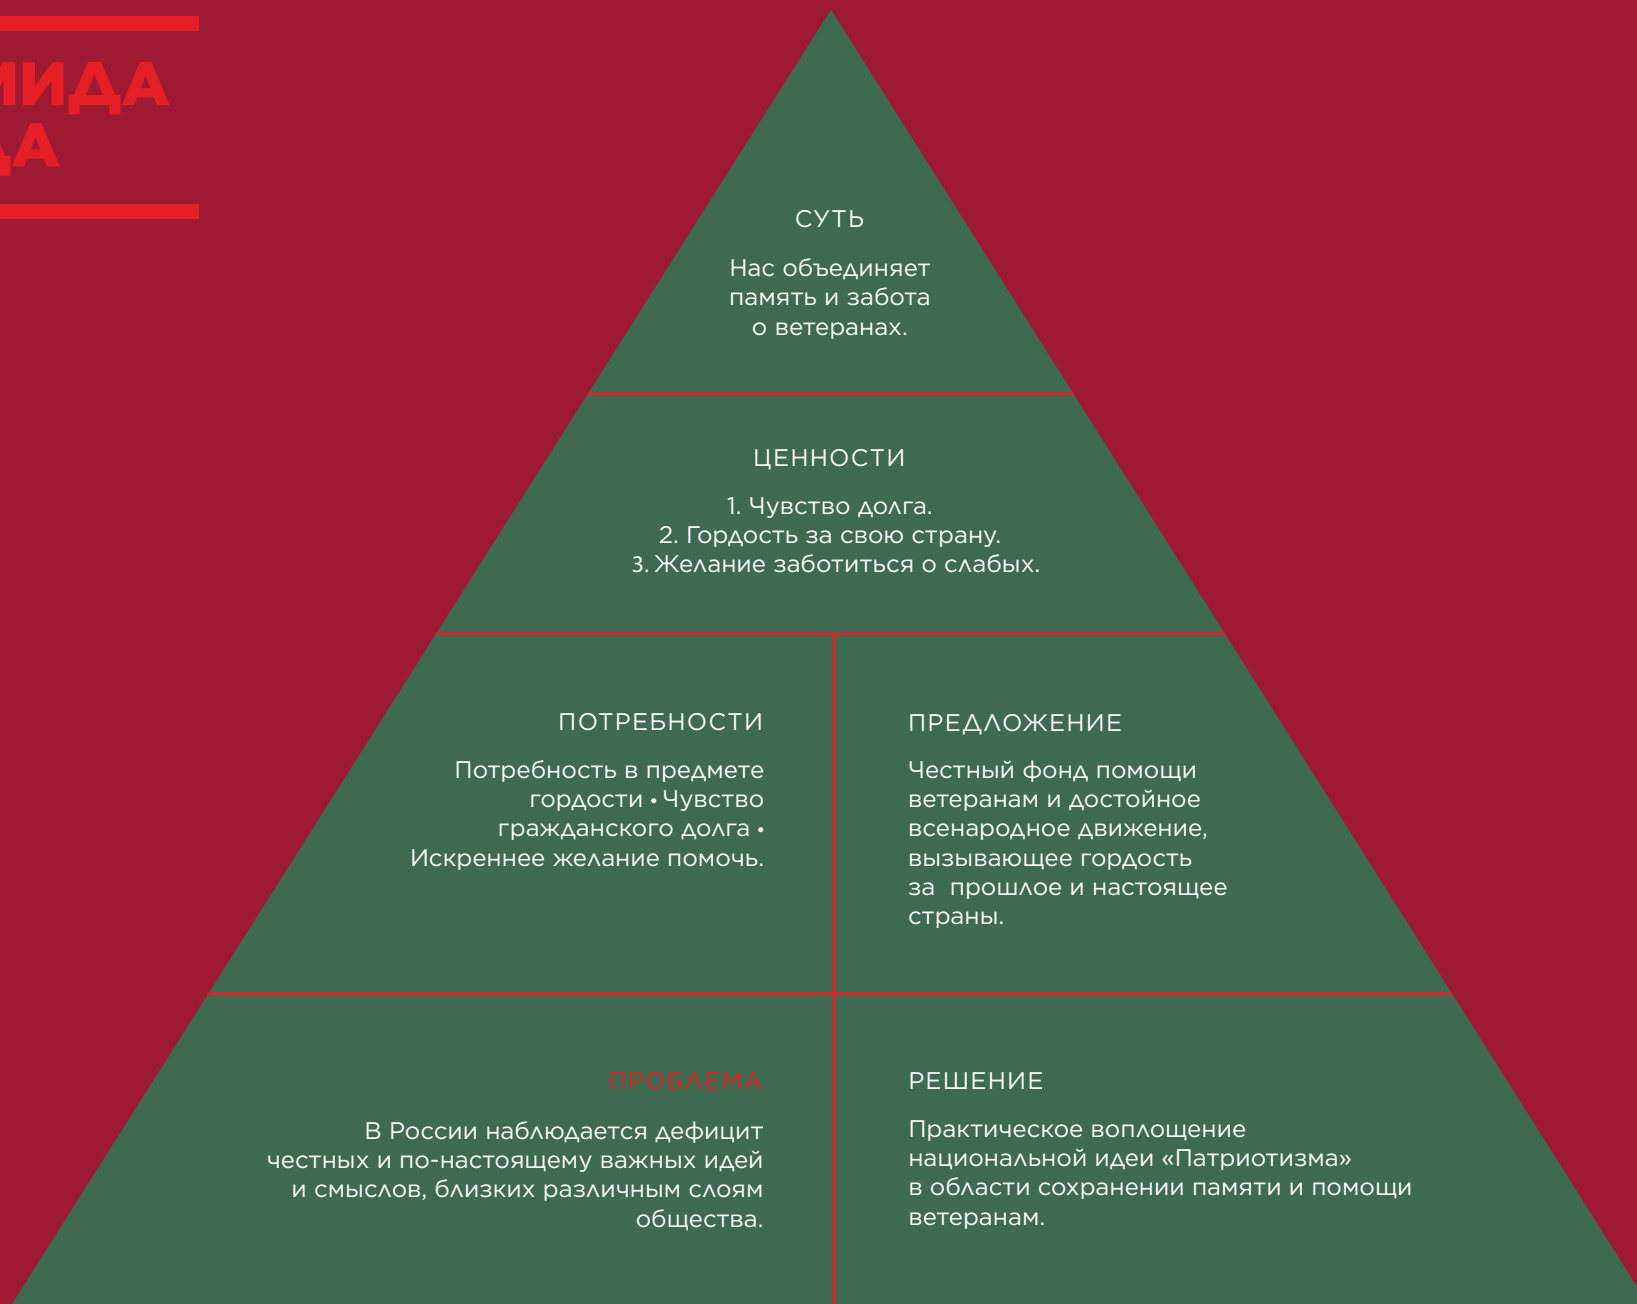 МИДА
ДА
СУТЬ
Нас объединяет
память и забота
о ветеранах.
ЦЕННОСТИ
1. Чувство долга.
2. Гордость за свою страну.
3. Желание заботиться о слабых.
ПОТРЕБНОСТИ
Потребность в предмете
гордости • Чувство
гражданского долга •
Искреннее желание помочь.
ПРЕДЛОЖЕНИЕ
Честный фонд помощи
ветеранам и достойное
всенародное движение,
вызывающее гордость
за прошлое и настоящее
страны.
ПРОБЛЕМА
В России наблюдается дефицит
честных и по-настоящему важных идей
и смыслов, близких различным слоям
общества.
РЕШЕНИЕ
Практическое воплощение
национальной идеи «Патриотизма»
в области сохранении памяти и помощи
ветеранам.